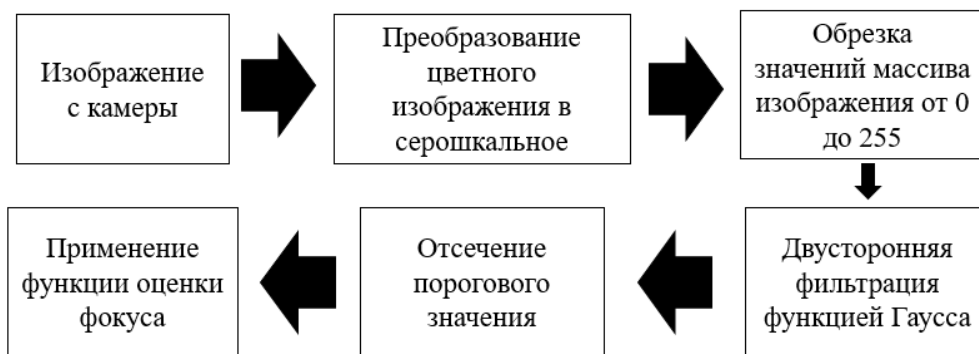 Изображение
с камеры
Преобразование
цветного
изображения в
серошкальное
Обрезка
значений массива
изображения от 0
до 255
Двусторонняя
фильтрация
функцией Гаусса
Отсечение
порогового
значения
Применение
функции оценки
фокуса